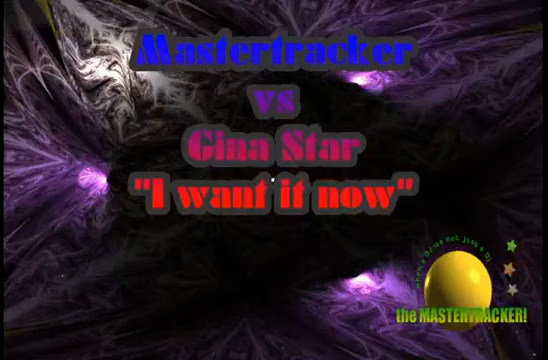 Mastertracker
vs
Gina Star
"I want it now"
the MASTERTRACKER!